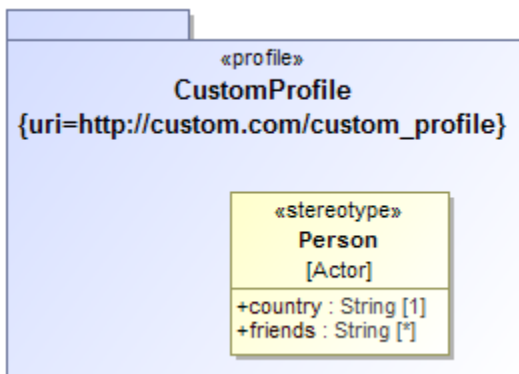 «profile»
CustomProfile
{uri=http://custom.com/custom_profile}
«stereotype»
Person
[Actor]
+country : String [1]
+friends : String [*]